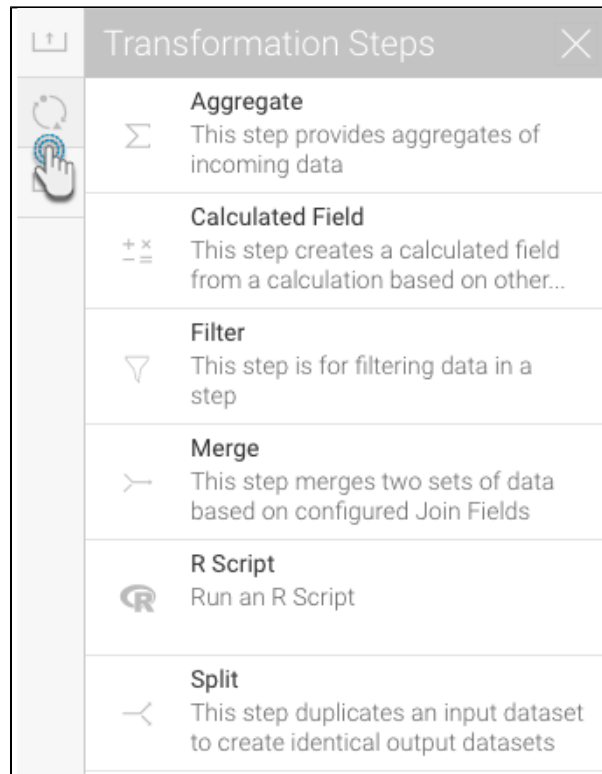 Transformation Steps
Aggregate
This step provides aggregates of
incoming data
Calculated Field
This step creates a calculated field
from a calculation based on other...
Filter
This step is for filtering data in a
step
Merge
This step merges two sets of data
based on configured Join Fields
R Script
Run an R Script
Split
This step duplicates an input dataset
to create identical output datasets